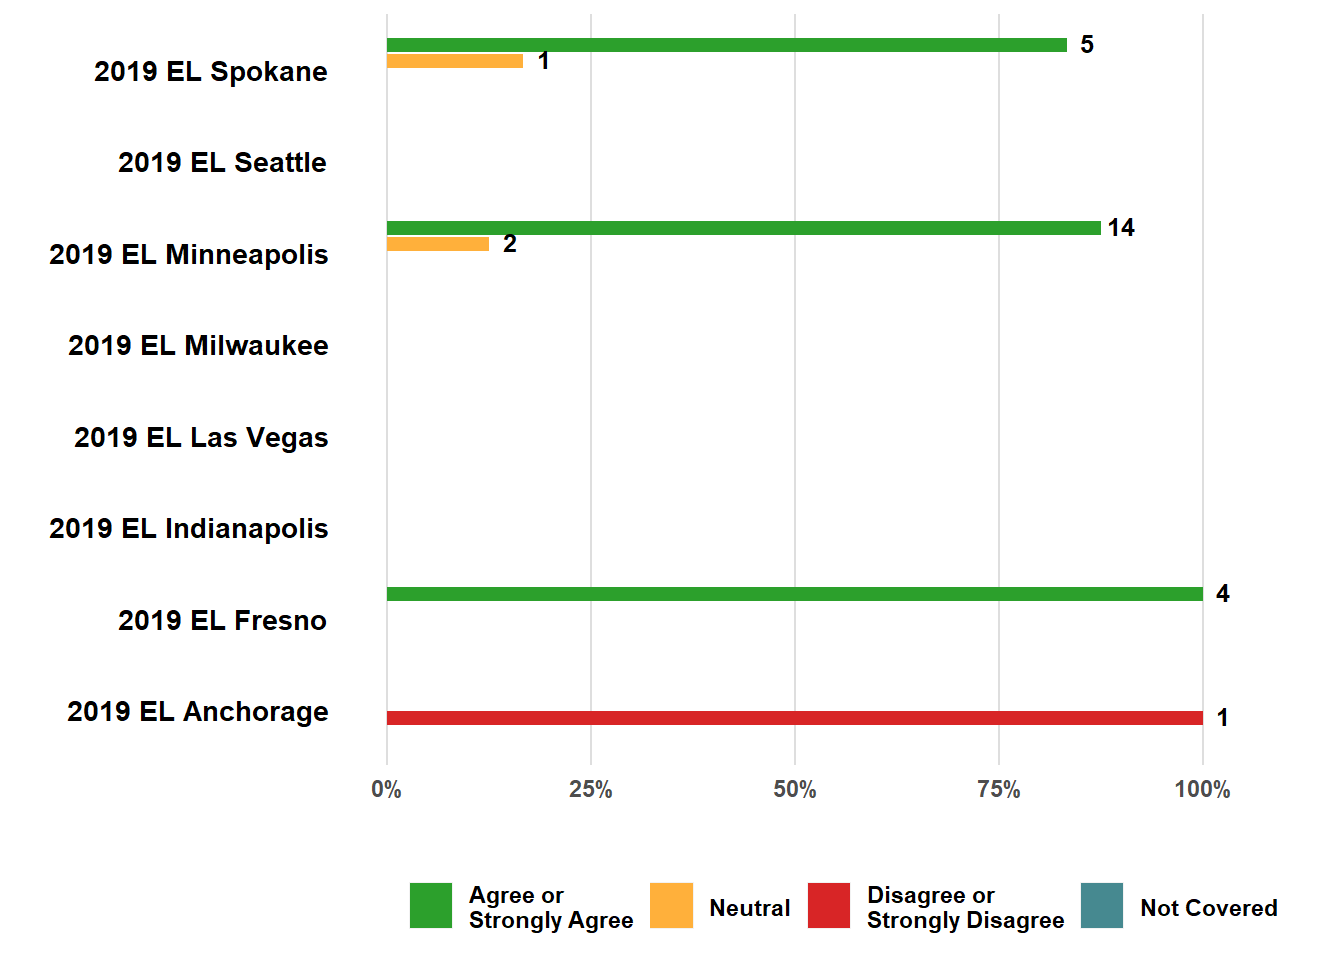 2019 EL Spokane
5
1
2019 EL Seattle
2019 EL Minneapolis
14
2
2019 EL Milwaukee
2019 EL Las Vegas
2019 EL Indianapolis
2019 EL Fresno
4
2019 EL Anchorage
1
0% 25% 50% 75% 100%
Agree or
Strongly Agree
Neutral
Disagree or
Strongly Disagree
Not Covered